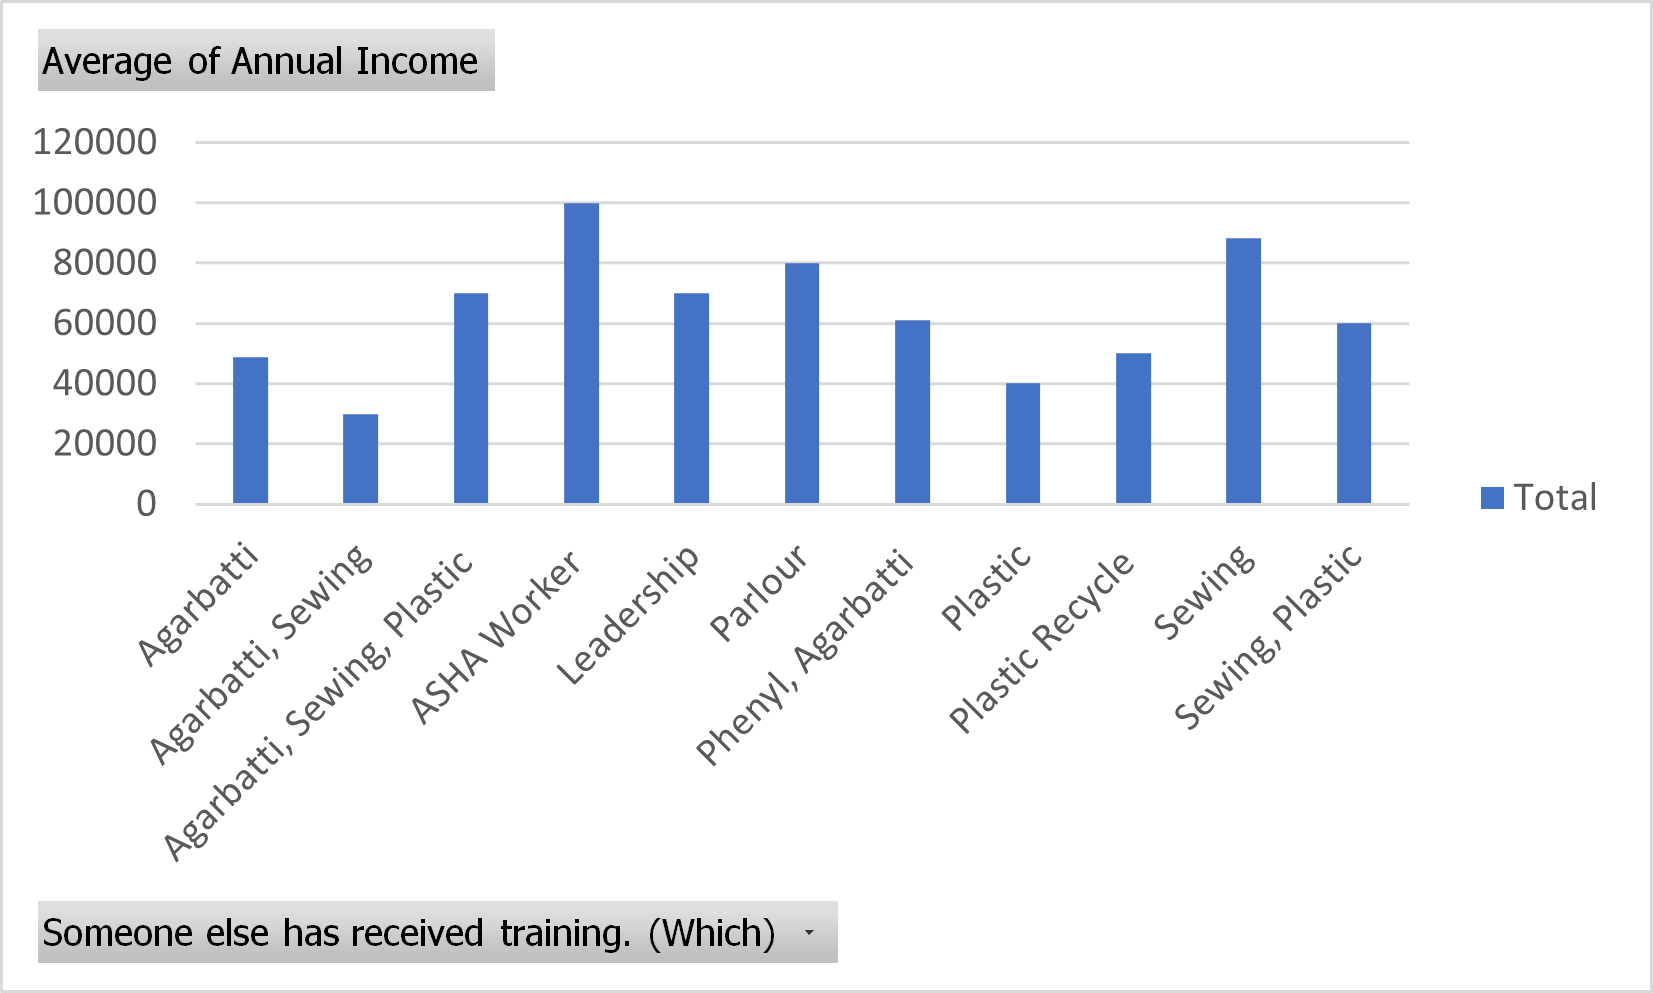 Average of Annual Income
120000
100000
80000
60000
40000
20000
0
Agarbatti
Agarbatti, Sewing
Agarbatti, Sewing, Plastic
ASHA Worker
Leadership
Parlour
Phenyl, Agarbatti
Plastic
Plastic Recycle
Sewing
Sewing, Plastic
Total
Someone else has received training. (Which)